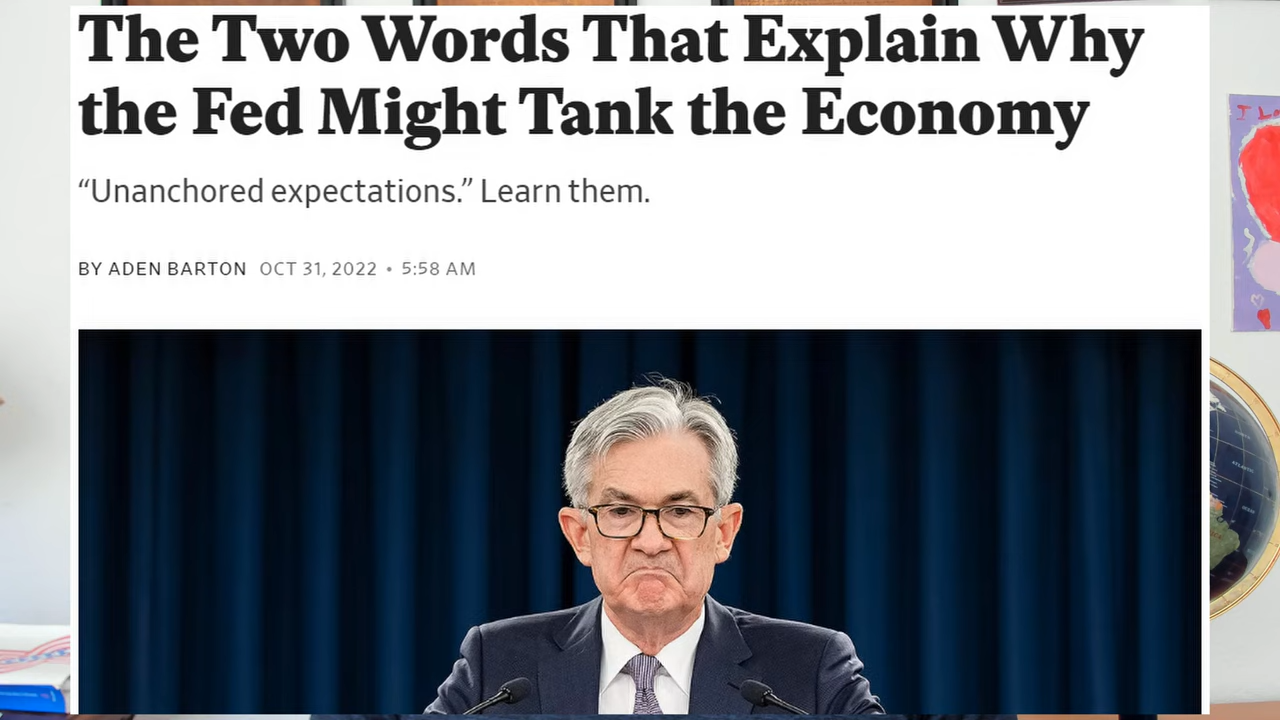 The Two Words That Explain Why
the Fed Might Tank the Economy
“Unanchored expectations.” Learn them.
BY ADEN BARTON OCT 31, 2022 • 5:58 AM